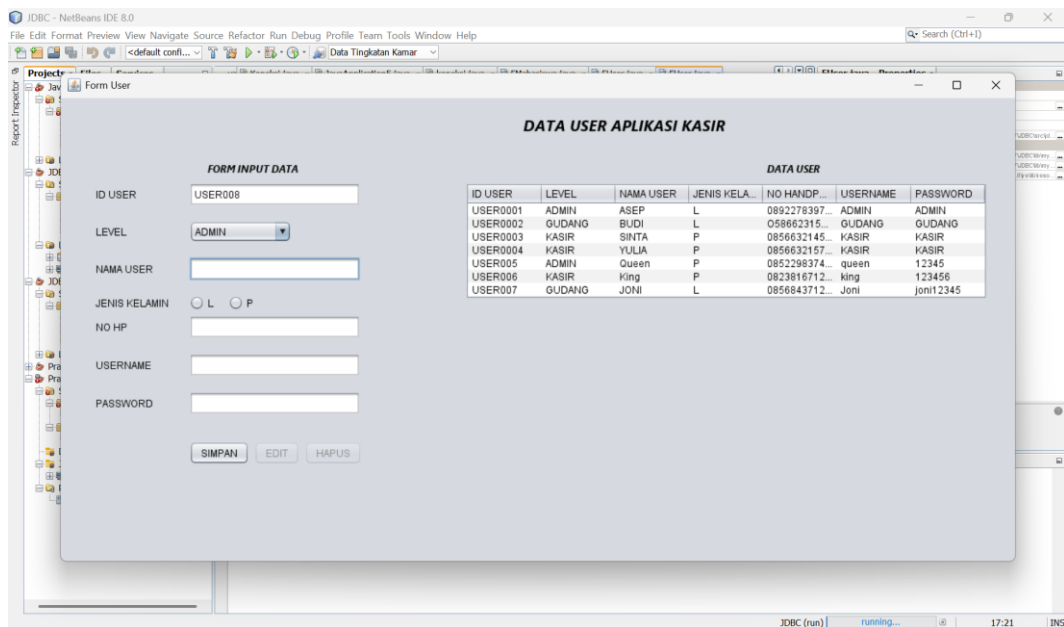 JDBC - NetBeans IDE 8.0
File Edit Format Preview View Navigate Source Refactor Run Debug Profile Team Tools Window Help
Search (Ctrl+I)
<default confi...
Data Tingkatan Kamar
Projects
Report Inspector
Form User
DATA USER APLIKASI KASIR
FORM INPUT DATA
DATA USER
ID USER USER008
LEVEL ADMIN
NAMA USER
JENIS KELAMIN L P
NO HP
USERNAME
PASSWORD
SIMPAN EDIT HAPUS
ID USER LEVEL NAMA USER JENIS KELA... NO HANDP... USERNAME PASSWORD
USER0001 ADMIN ASEP L 0892278397... ADMIN ADMIN
USER0002 GUDANG BUDI L O58662315... GUDANG GUDANG
USER0003 KASIR SINTA P 0856632145... KASIR KASIR
USER0004 KASIR YULIA P 0856632157... KASIR KASIR
USER005 ADMIN Queen P 0852298374... queen 12345
USER006 KASIR King P 0823816712... king 123456
USER007 GUDANG JONI L 0856843712... Joni joni12345
JDBC (run) running... 17:21 INS